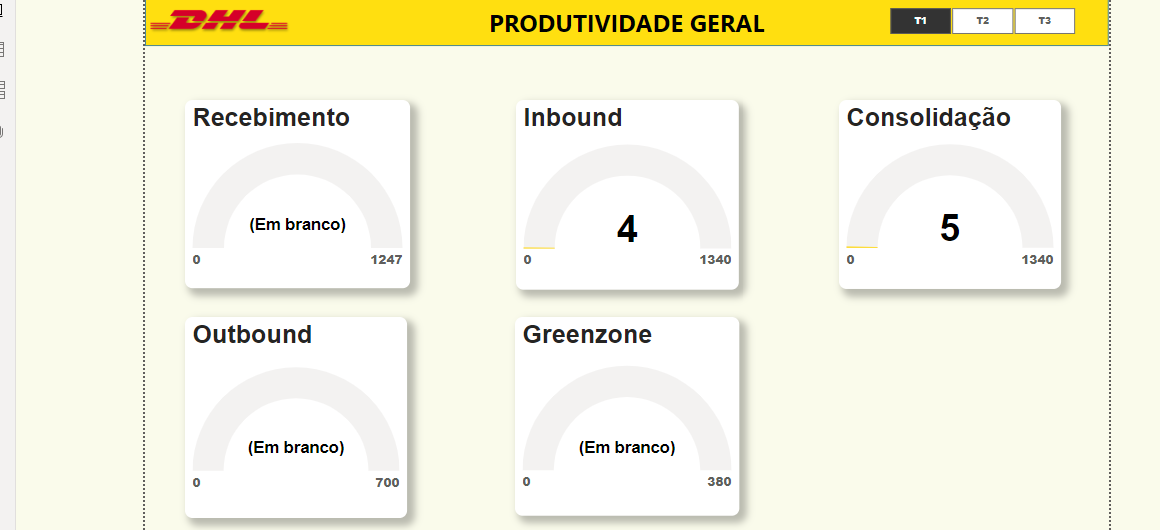 DHL
PRODUTIVIDADE GERAL
T1 T2 T3
Recebimento
(Em branco)
0 1247
Inbound
4
0 1340
Consolidação
5
0 1340
Outbound
(Em branco)
0 700
Greenzone
(Em branco)
0 380